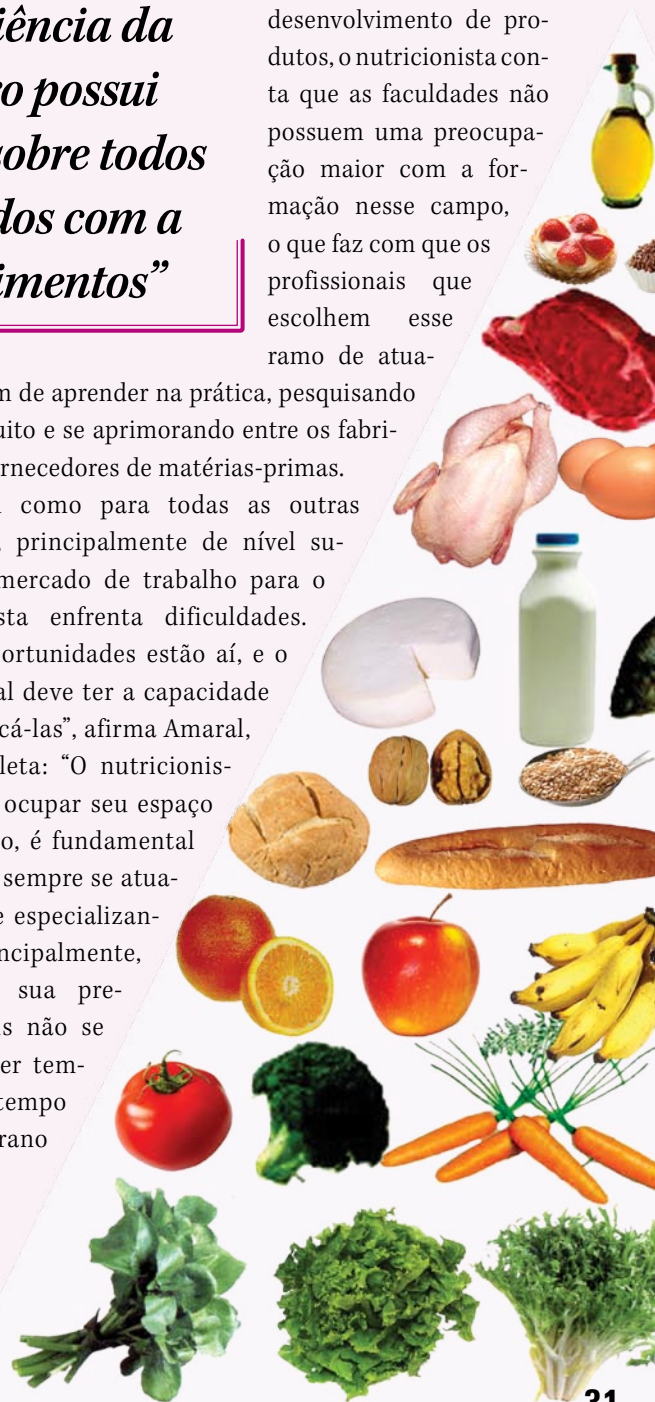 iência da
ro possui
sobre todos
dos com a
imentos”
desenvolvimento de pro-
dutos, o nutricionista con-
ta que as faculdades não
possuem uma preocupa-
ção maior com a for-
mação nesse campo,
o que faz com que os
profissionais que
escolhem esse
ramo de atua-
m de aprender na prática, pesquisando
uito e se aprimorando entre os fabri-
rnecedores de matérias-primas.
como para todas as outras
, principalmente de nível su-
mercado de trabalho para o
sta enfrenta dificuldades.
ortunidades estão aí, e o
al deve ter a capacidade
cá-las”, afirma Amaral,
leta: “O nutricionis-
ocupar seu espaço
o, é fundamental
sempre se atua-
e especializan-
ncipalmente,
sua pre-
s não se
er tem-
tempo
rano
31